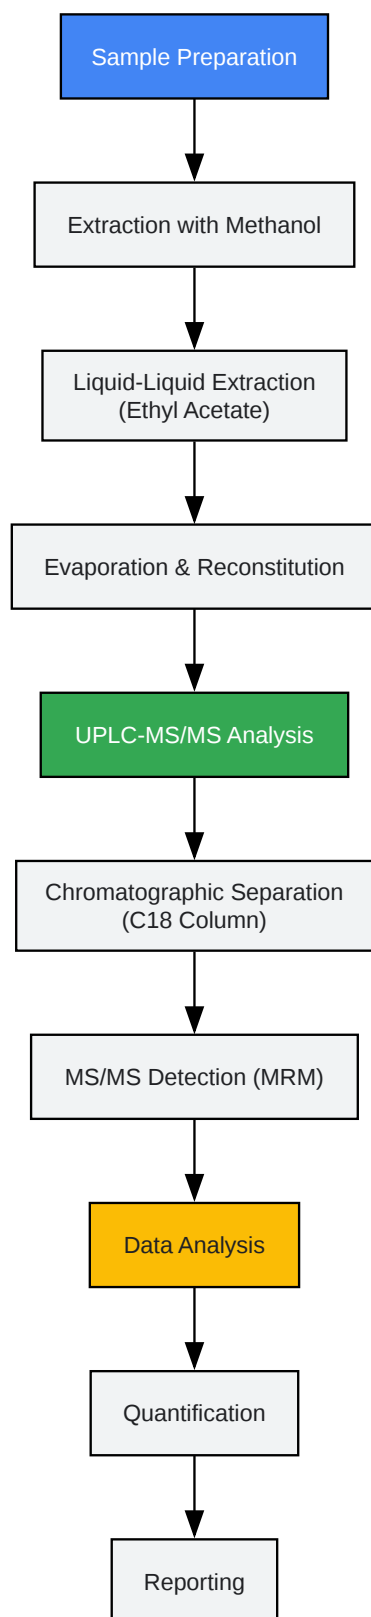 Sample Preparation
Extraction with Methanol
Liquid-Liquid Extraction
(Ethyl Acetate)
Evaporation & Reconstitution
UPLC-MS/MS Analysis
Chromatographic Separation
(C18 Column)
MS/MS Detection (MRM)
Data Analysis
Quantification
Reporting